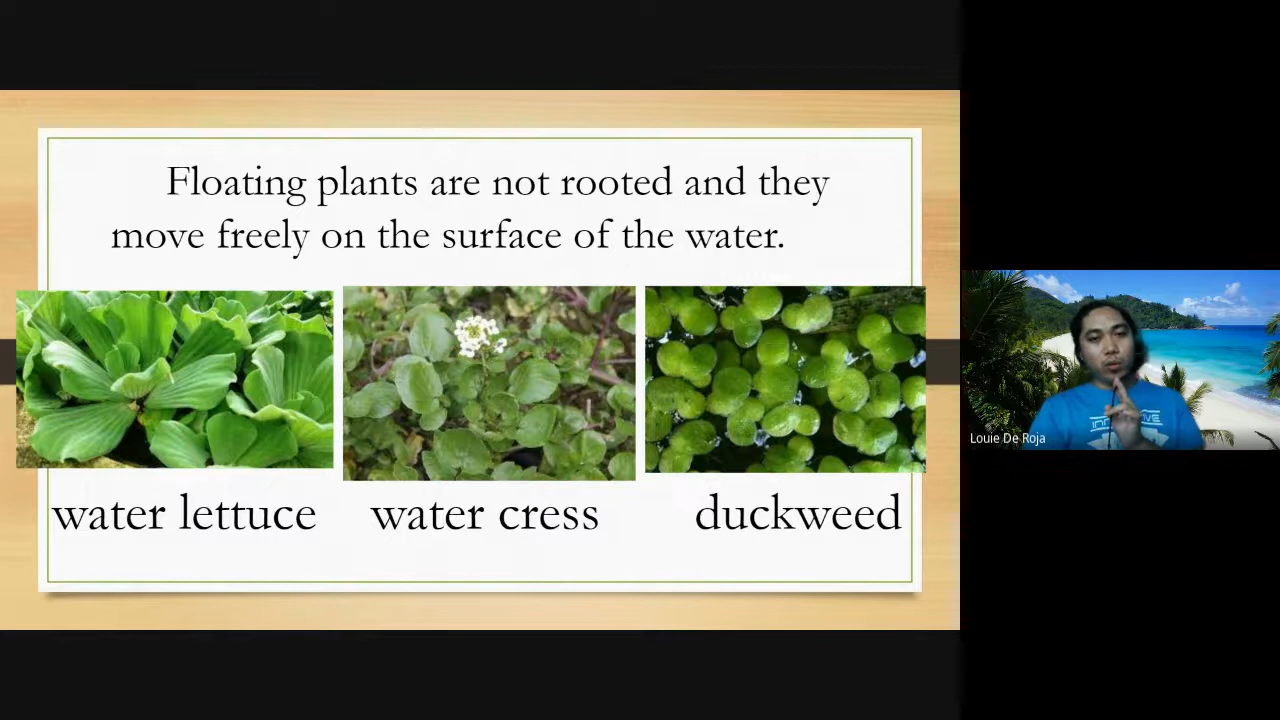 Floating plants are not rooted and they
move freely on the surface of the water.
water lettuce
water cress
duckweed
Louie De Roja